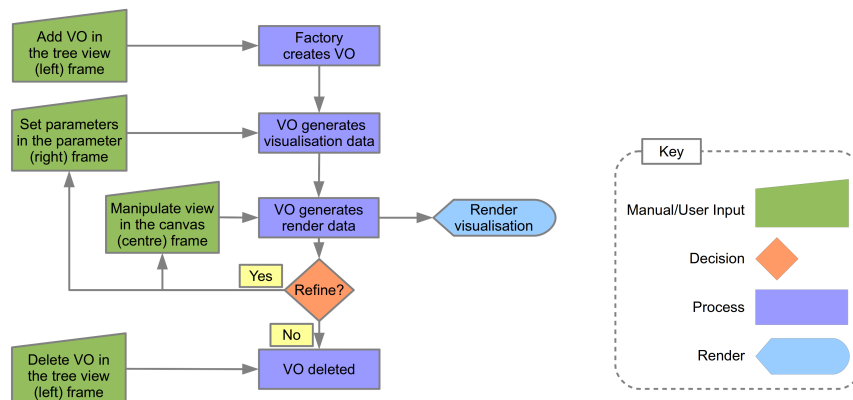 Add VO in
the tree view
(left) frame
Factory
creates VO
Set parameters
in the parameter
(right) frame
VO generates
visualisation data
Manipulate view
in the canvas
(centre) frame
VO generates
render data
Render
visualisation
Yes
Refine?
No
Delete VO in
the tree view
(left) frame
VO deleted
Key
Manual/User Input
Decision
Process
Render